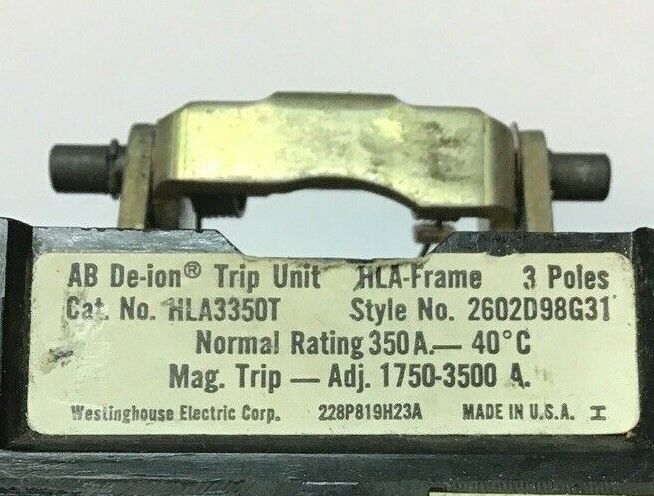 AB De-ion® Trip Unit HLA-Frame 3 Poles
Cat. No. HLA3350T Style No. 2602D98G31
Normal Rating 350 A.— 40°C
Mag. Trip — Adj. 1750-3500 A.
Westinghouse Electric Corp. 228P819H23A MADE IN U.S.A. I